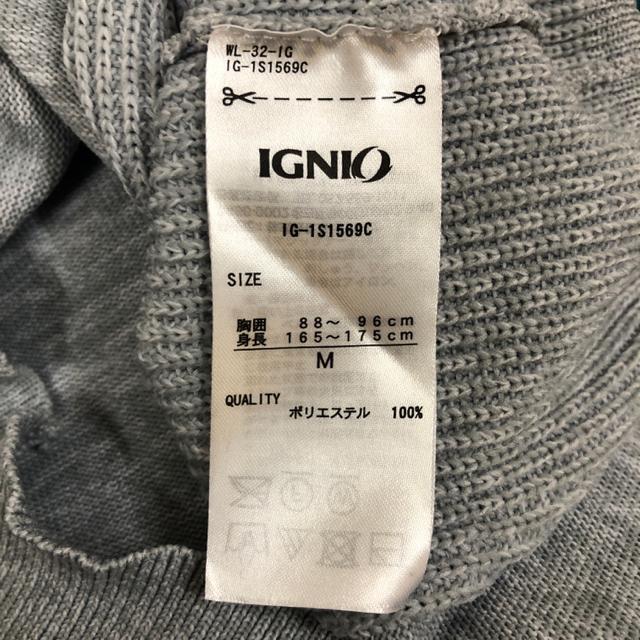 WL-32-IG
IG-1S1569C
IGNIO
IG-1S1569C
SIZE
胸囲 88〜 96cm
身長 165〜175cm
M
QUALITY
ポリエステル 100%